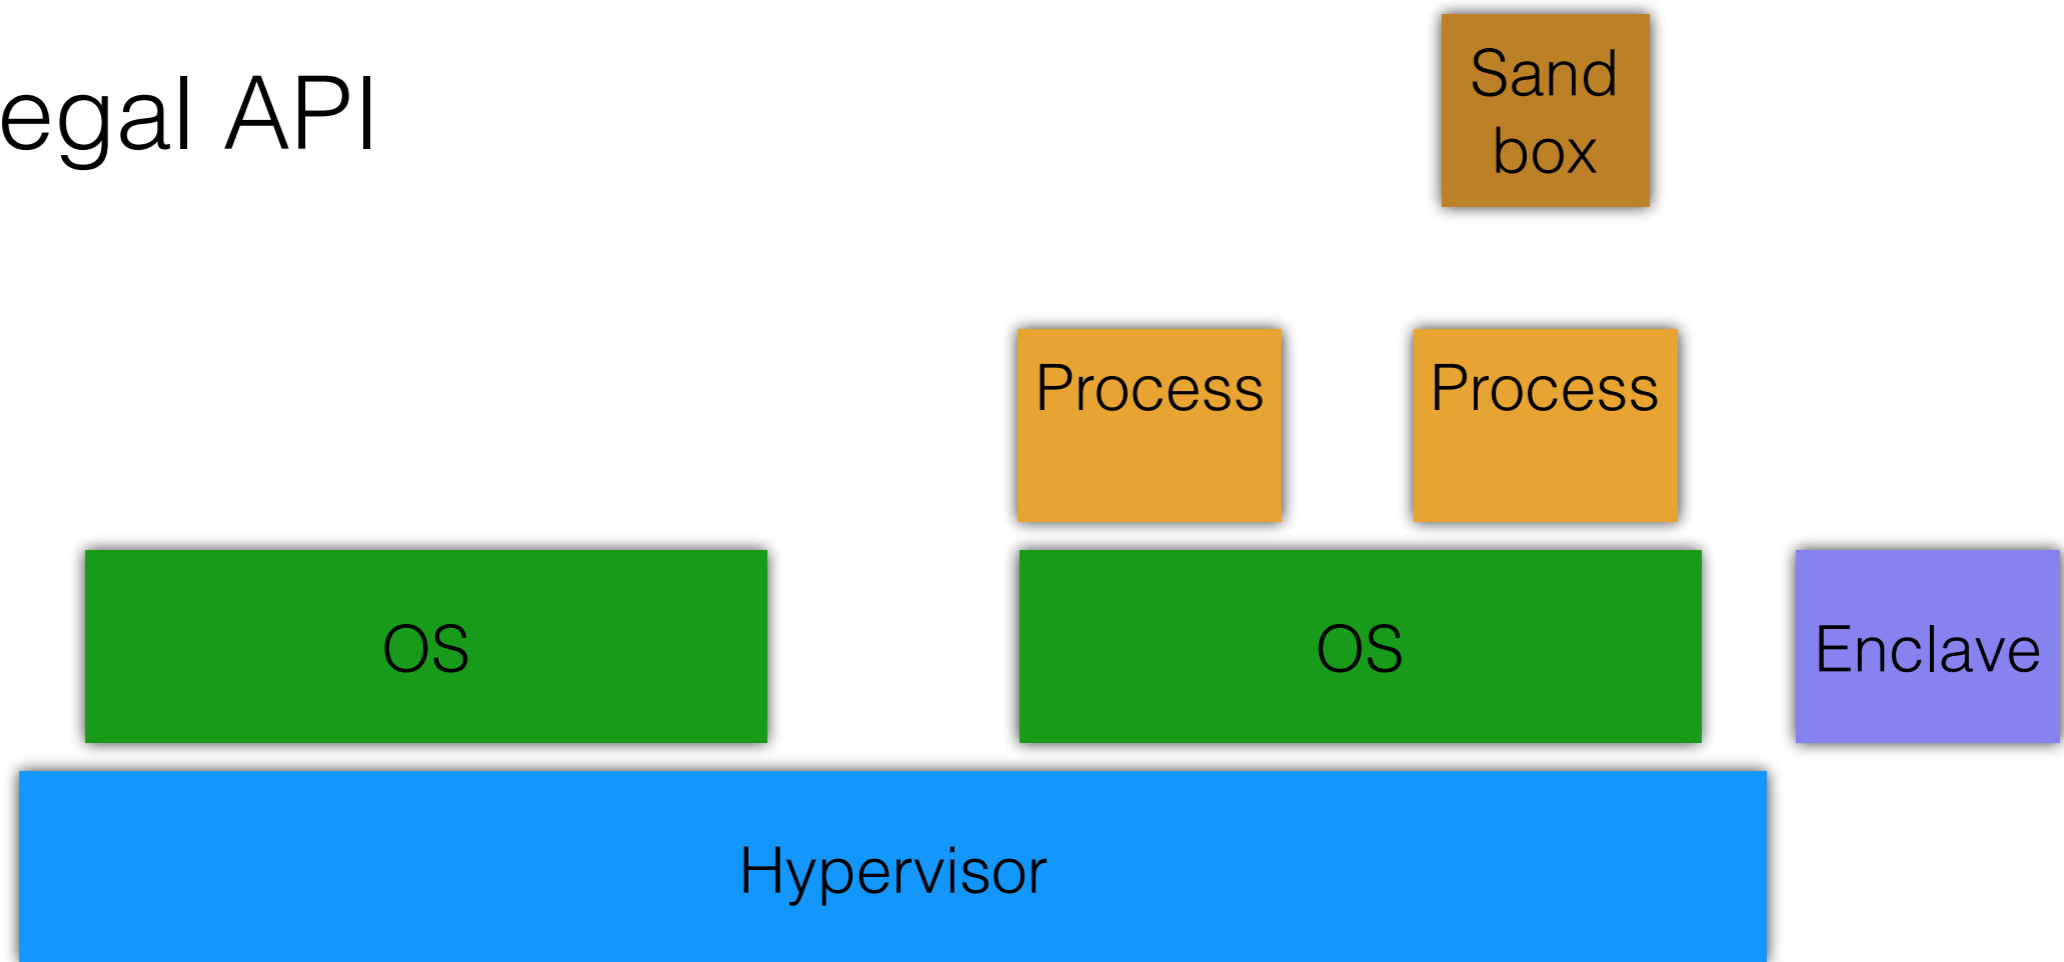 egal API
Sand
box
Process
Process
OS
OS
Enclave
Hypervisor